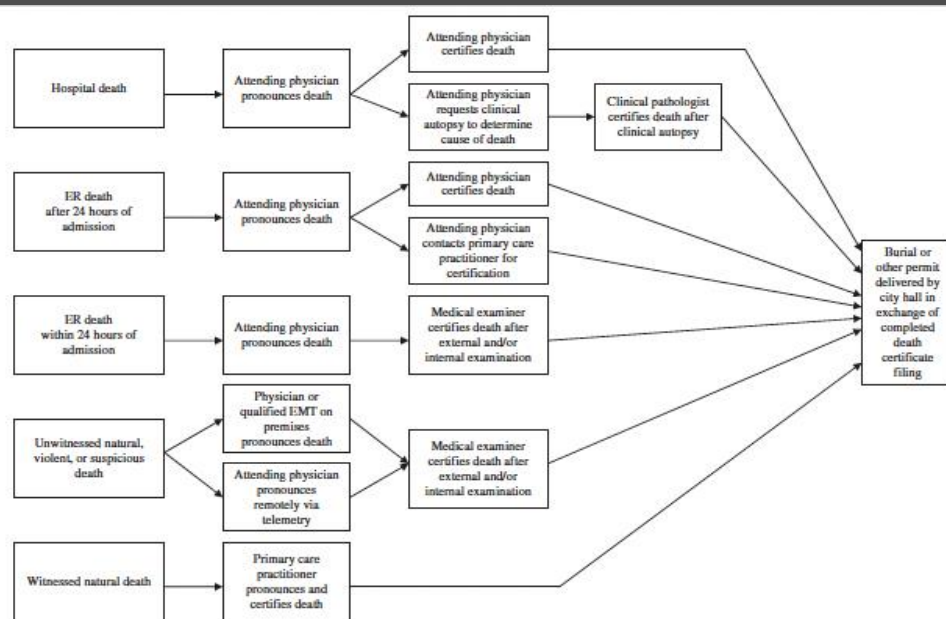 Hospital death
Attending physician
pronounces death
Attending physician
certifies death
Attending physician
requests clinical
autopsy to determine
cause of death
Clinical pathologist
certifies death after
clinical autopsy
ER death
after 24 hours of
admission
Attending physician
pronounces death
Attending physician
certifies death
Attending physician
contacts primary care
practitioner for
certification
ER death
within 24 hours of
admission
Attending physician
pronounces death
Medical examiner
certifies death after
external and/or
internal examination
Unwitnessed natural,
violent, or suspicious
death
Physician or
qualified EMT on
premises
pronounces death
Attending physician
pronounces
remotely via
telemetry
Medical examiner
certifies death after
external and/or
internal examination
Witnessed natural death
Primary care
practitioner
pronounces and
certifies death
Burial or
other permit
delivered by
city hall in
exchange of
completed
death
certificate
filing